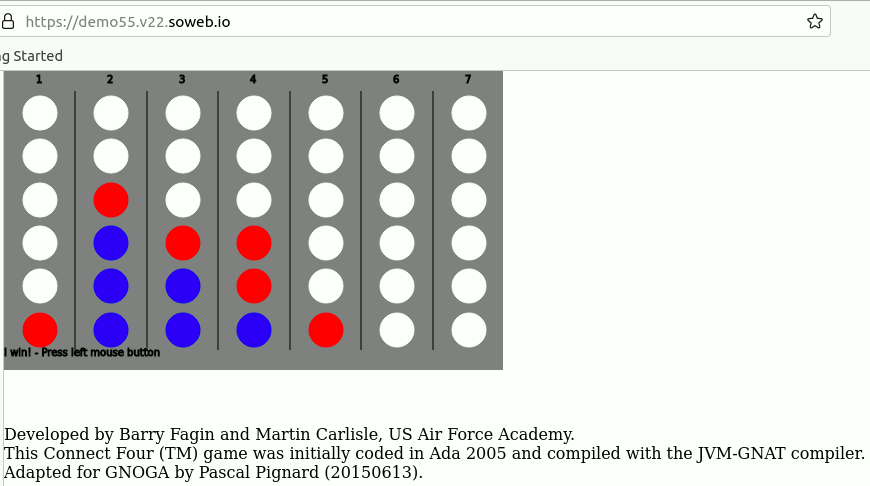 https://demo55.v22.soweb.io
g Started
1 2 3 4 5 6 7
I win! - Press left mouse button
Developed by Barry Fagin and Martin Carlisle, US Air Force Academy.
This Connect Four (TM) game was initially coded in Ada 2005 and compiled with the JVM-GNAT compiler.
Adapted for GNOGA by Pascal Pignard (20150613).